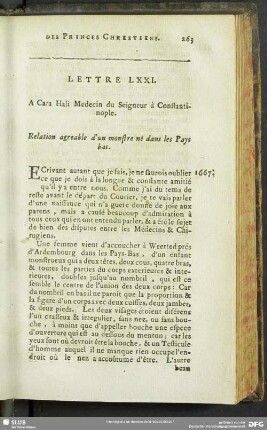 DES PRINCES CHRESTIENS. 263
LETTRE LXXI.
A Cara Hali Medecin du Seigneur à Constanti-
nople.
Relation agreable d'un monstre né dans les Pays
bas.
ECrivant autant que je fais, je ne saurois oublier 1667.
ce que je dois à la longue & constante amitié
qu'il y a entre nous. Comme j'ai du tems de
reste avant le départ du Courier, je te vais parler
d'une naissance qui n'a guere donné de joie aux
parens, mais a causé beaucoup d'admiration à
tous ceux qui en ont entendu parler, & a été le sujet
de bien des disputes entre les Médecins & Chi-
rurgiens.
Une femme vient d'accoucher à Weerted prés
d'Ardembourg dans les Pays-Bas, d'un enfant
monstrueux qui a deux têtes, deux cous, quatre bras,
& toutes les parties du corps exterieures & inte-
rieures, doubles jusqu'au nombril, qui est ce
semble le centre de l'union des deux corps: Car
du nombril en bas il ne paroit que la proportion &
la figure d'un corps avec deux cuisses, deux jambes,
& deux pieds. Les deux visages étoient différens
l'un crasseux & irregulier, sans nez, ou sans bou-
che, à moins que d'appeller bouche une espece
d'ouverture qui est au dessous du menton; car les
yeux sont où devroit être la bouche, & un Testicule
d'homme auquel il ne manque rien occupe l'en-
droit où le nez a accoûtumé d'être. L'autre
beau